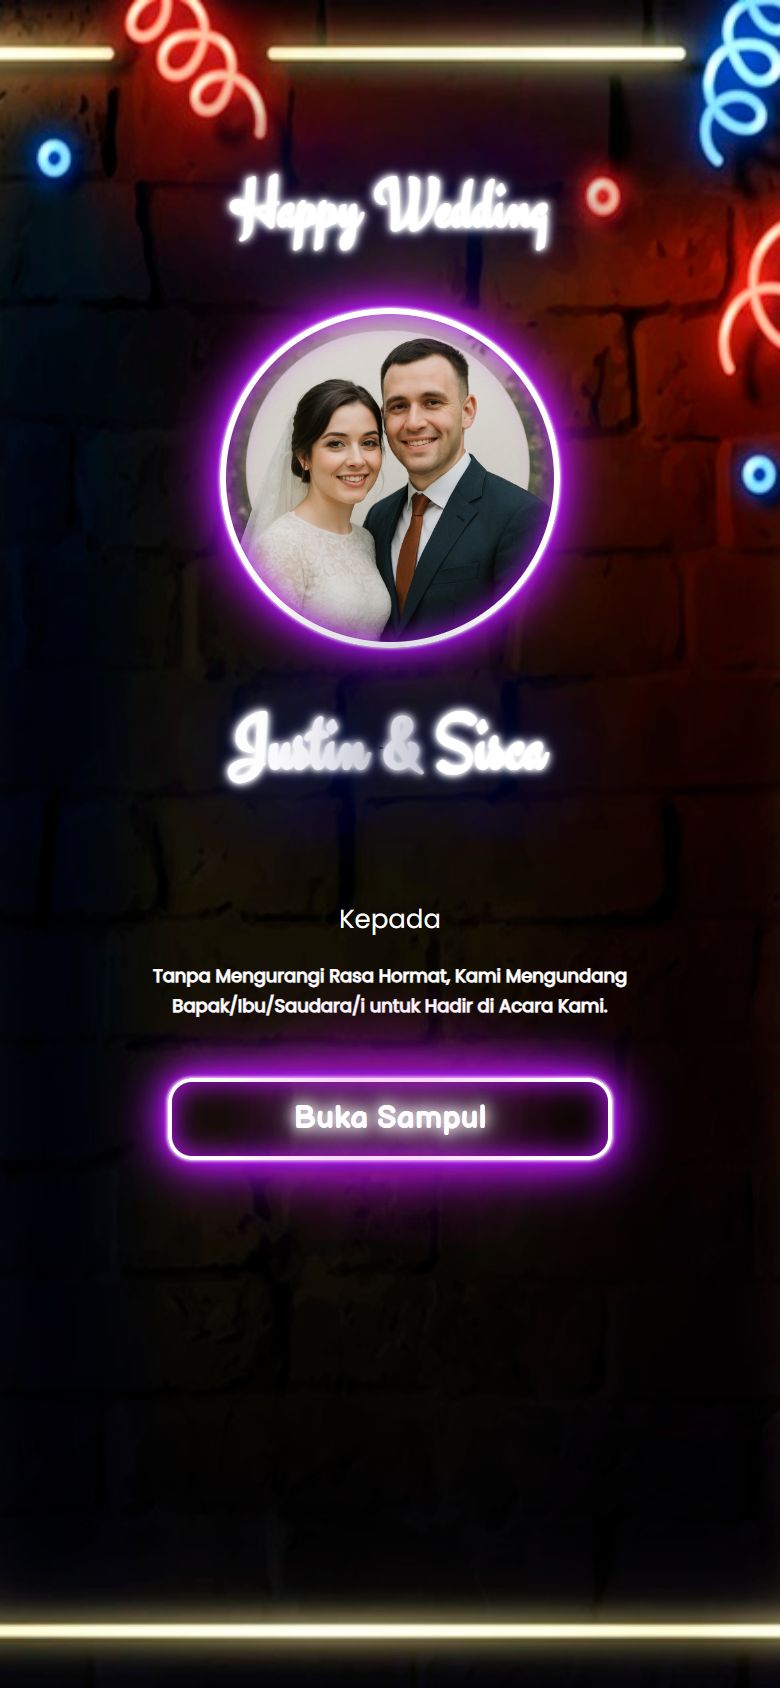 Happy Wedding
Justin & Sisca
Kepada
Tanpa Mengurangi Rasa Hormat, Kami Mengundang
Bapak/Ibu/Saudara/i untuk Hadir di Acara Kami.
Buka Sampul